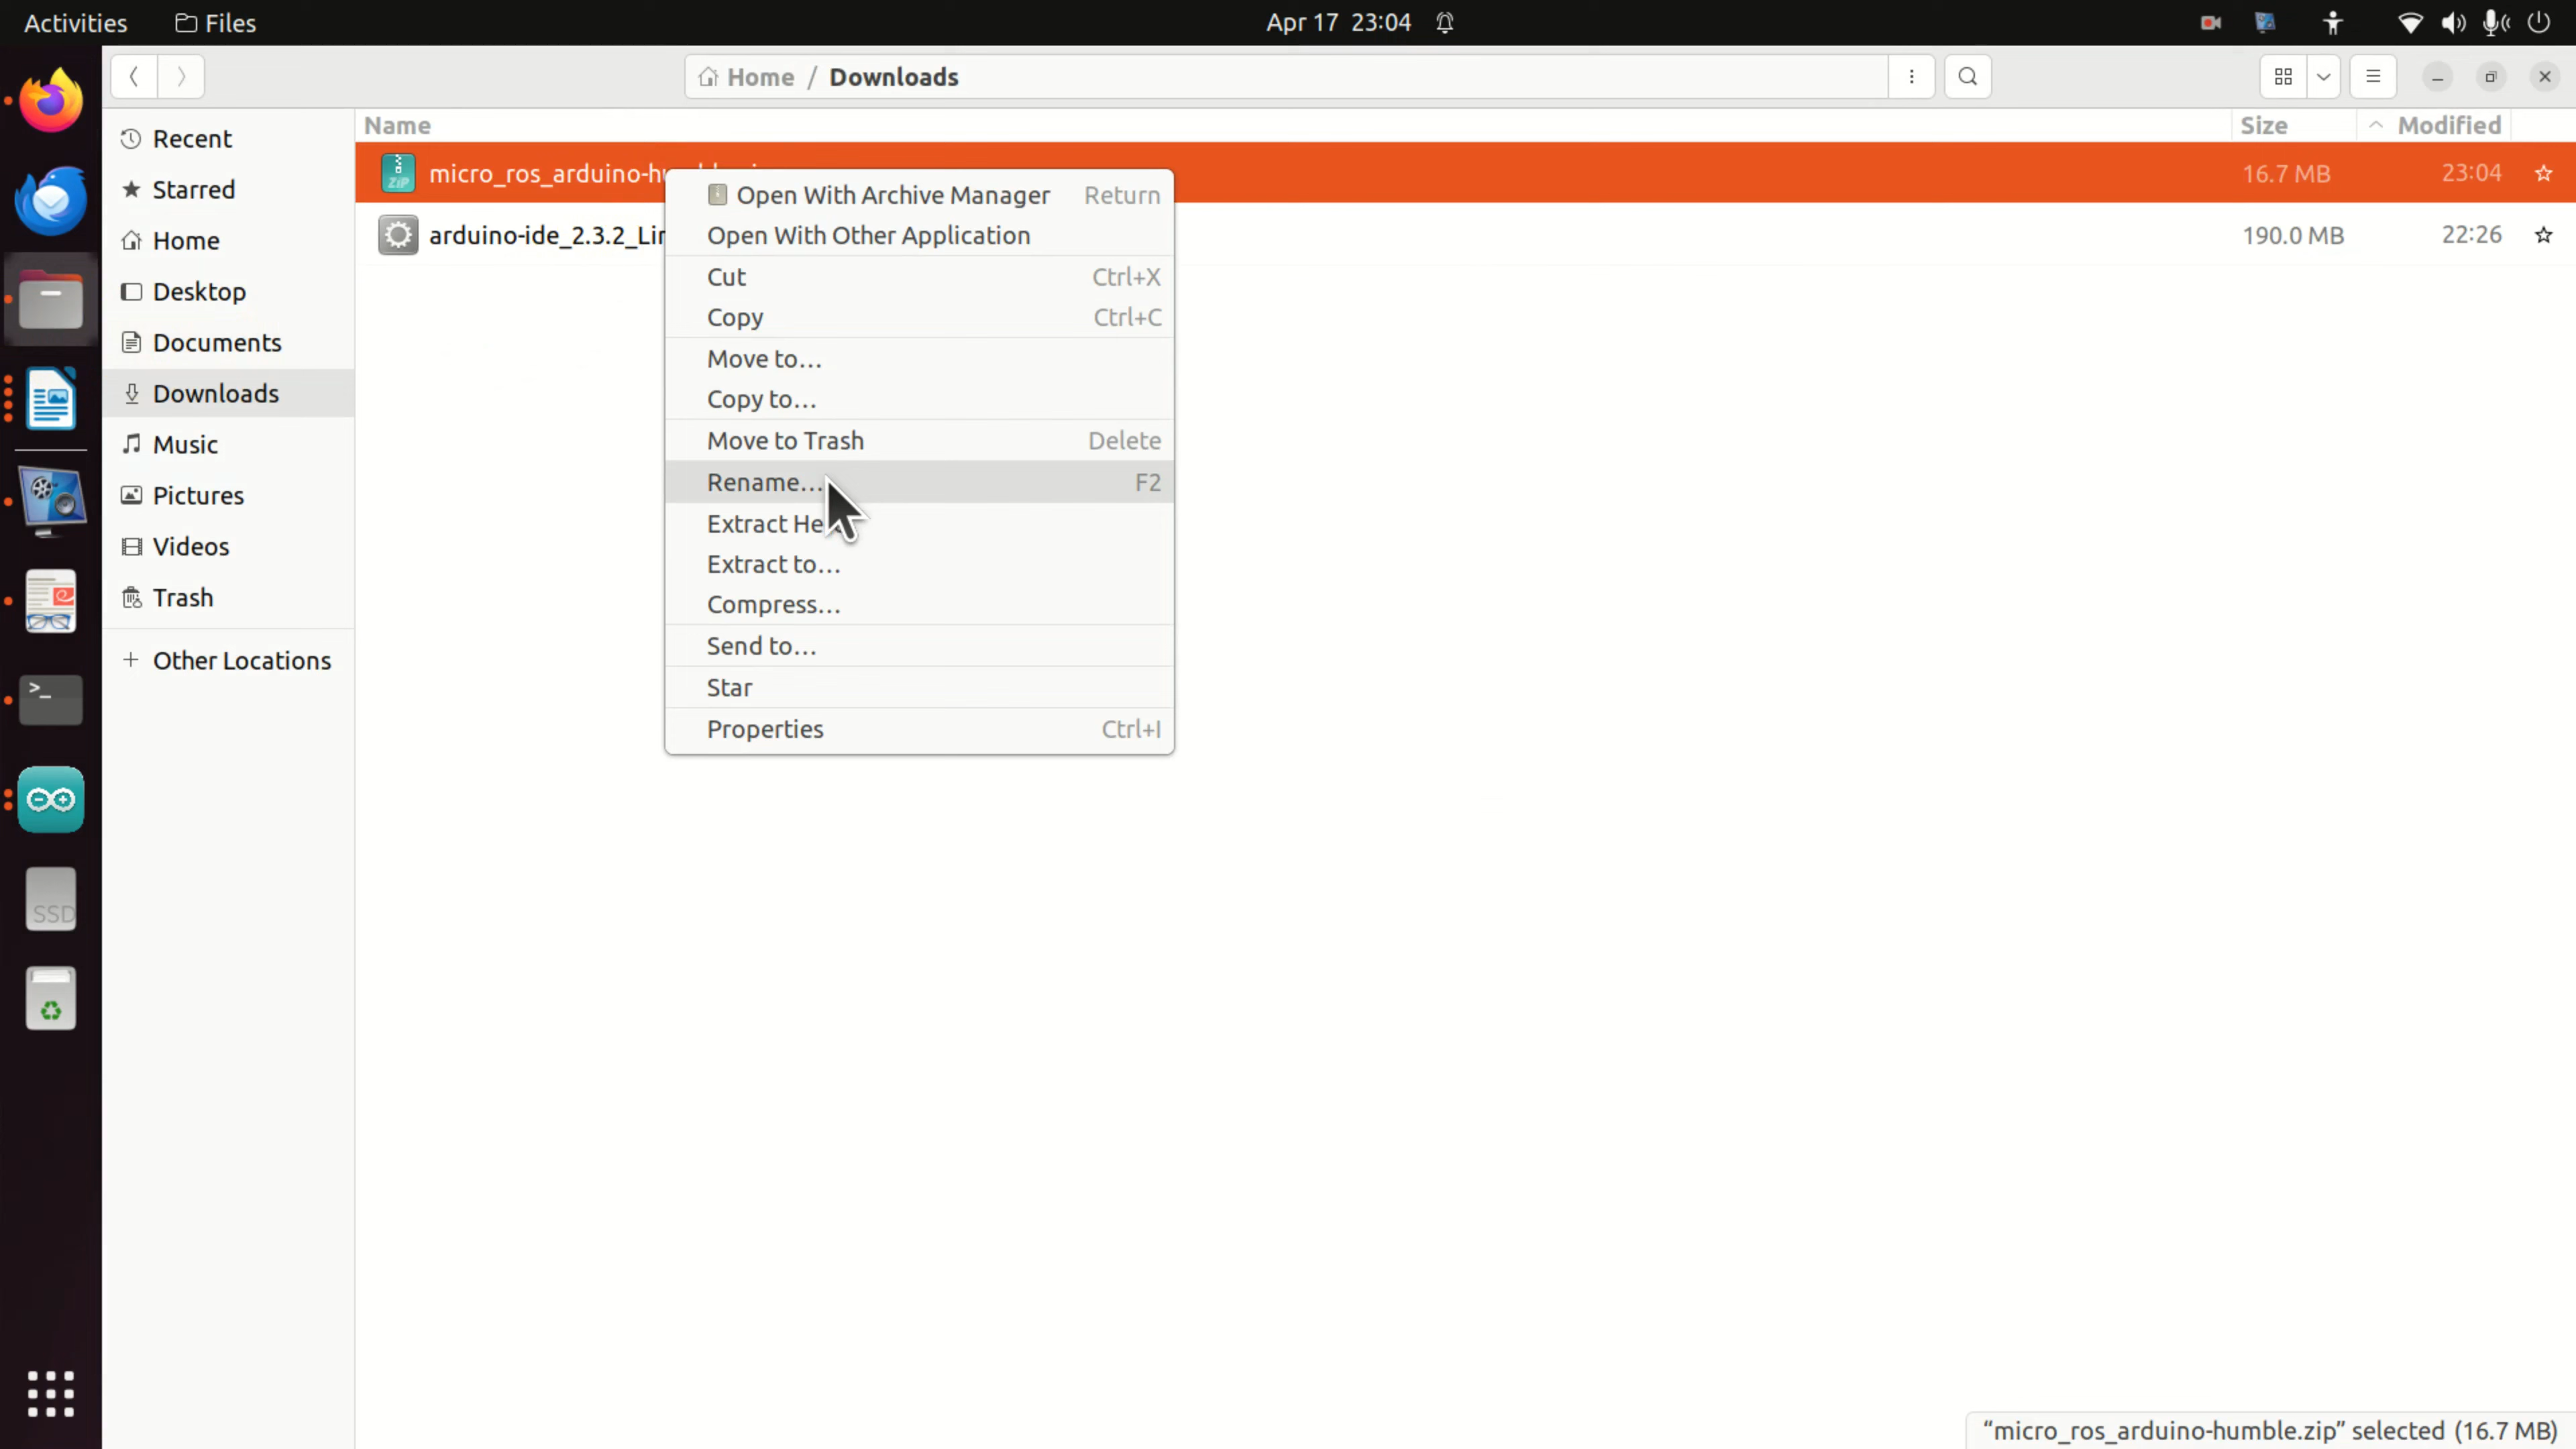 Activities Files Apr 17 23:04
Home / Downloads
Recent
Starred
Home
Desktop
Documents
Downloads
Music
Pictures
Videos
Trash
+ Other Locations
Name Size Modified
micro_ros_arduino-hu 16.7 MB 23:04
arduino-ide_2.3.2_Lin 190.0 MB 22:26
Open With Archive Manager Return
Open With Other Application
Cut Ctrl+X
Copy Ctrl+C
Move to...
Copy to...
Move to Trash Delete
Rename... F2
Extract He
Extract to...
Compress...
Send to...
Star
Properties Ctrl+I
SSD
"micro_ros_arduino-humble.zip" selected (16.7 MB)